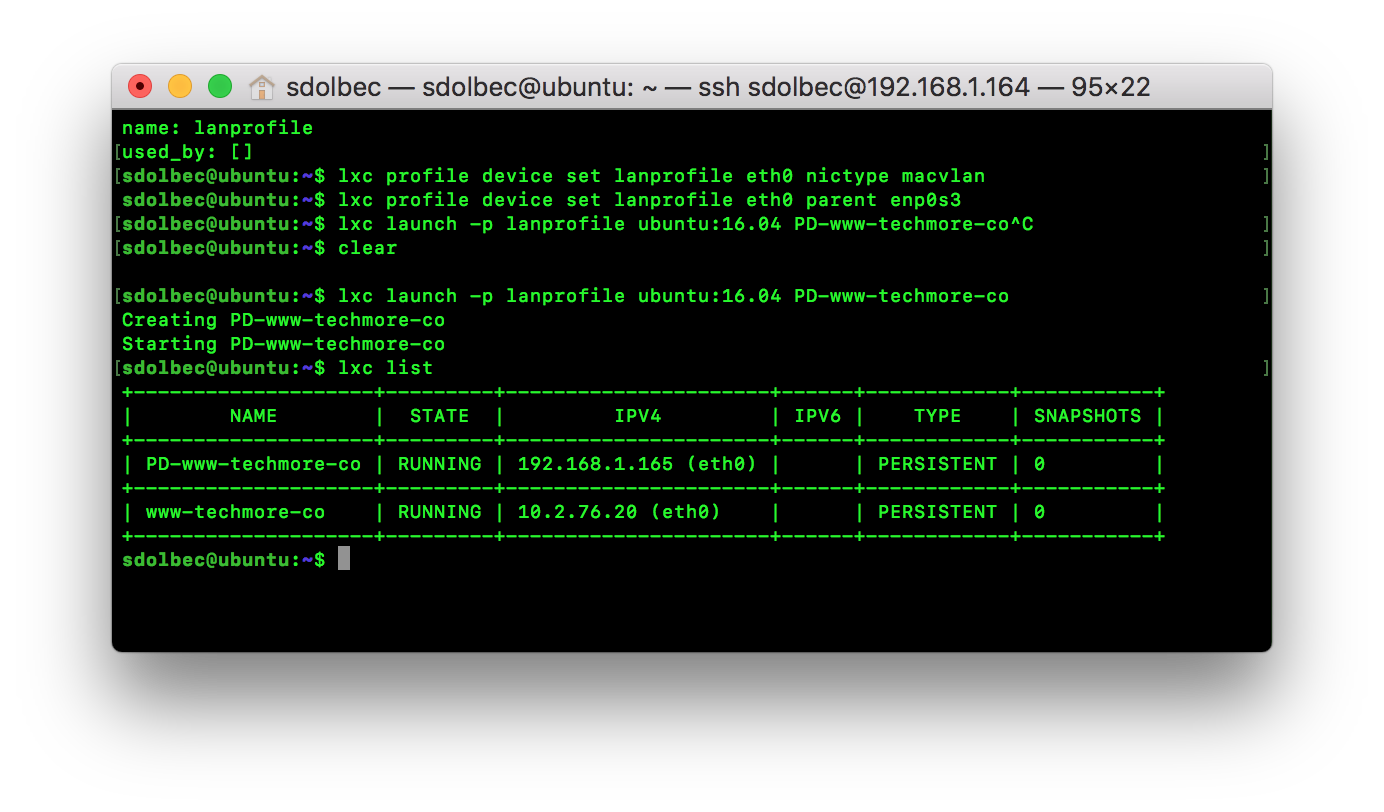 sdolbec — sdolbec@ubuntu: ~ — ssh sdolbec@192.168.1.164 — 95×22
name: lanprofile
[used_by: [] ]
[sdolbec@ubuntu:~$ lxc profile device set lanprofile eth0 nictype macvlan ]
sdolbec@ubuntu:~$ lxc profile device set lanprofile eth0 parent enp0s3
[sdolbec@ubuntu:~$ lxc launch -p lanprofile ubuntu:16.04 PD-www-techmore-co^C ]
[sdolbec@ubuntu:~$ clear ]
[sdolbec@ubuntu:~$ lxc launch -p lanprofile ubuntu:16.04 PD-www-techmore-co ]
Creating PD-www-techmore-co
Starting PD-www-techmore-co
[sdolbec@ubuntu:~$ lxc list ]
+--------------------+---------+----------------------+------+------------+-----------+
| NAME | STATE | IPV4 | IPV6 | TYPE | SNAPSHOTS |
+--------------------+---------+----------------------+------+------------+-----------+
| PD-www-techmore-co | RUNNING | 192.168.1.165 (eth0) | | PERSISTENT | 0 |
+--------------------+---------+----------------------+------+------------+-----------+
| www-techmore-co | RUNNING | 10.2.76.20 (eth0) | | PERSISTENT | 0 |
+--------------------+---------+----------------------+------+------------+-----------+
sdolbec@ubuntu:~$